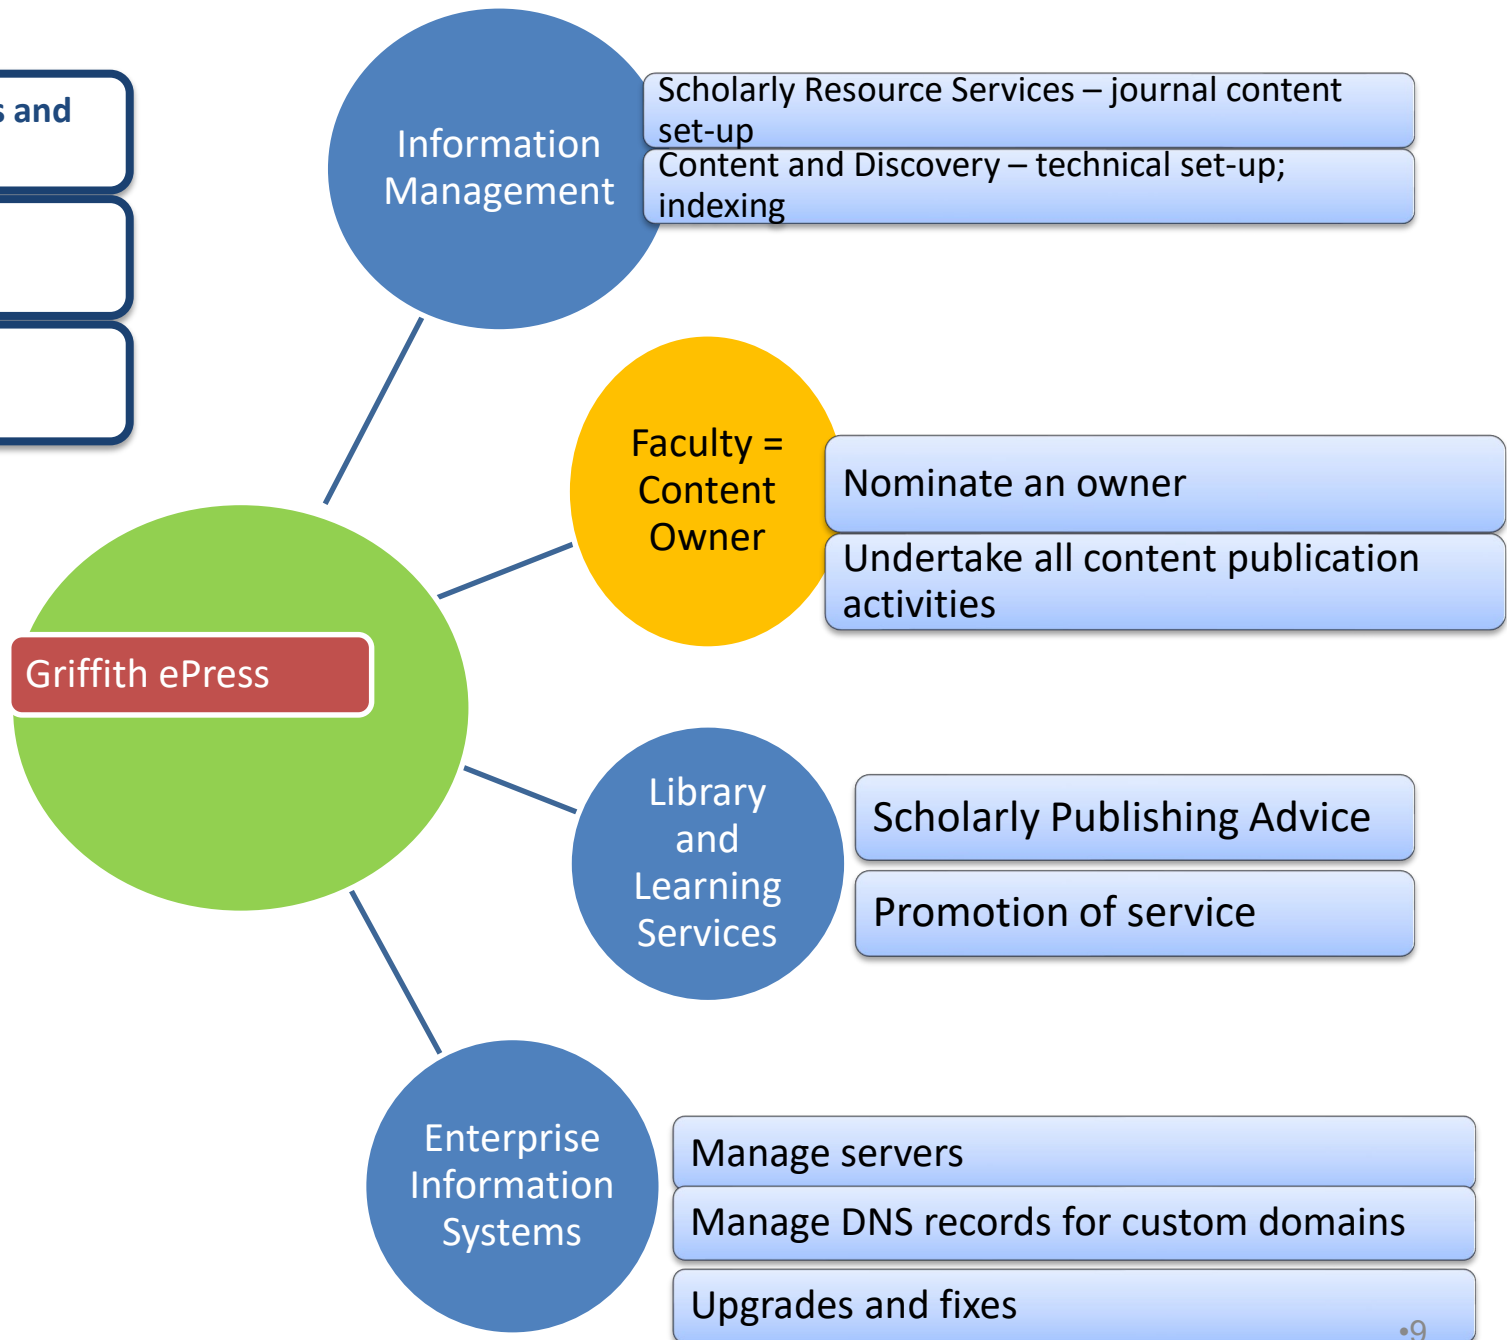 s and
Information
Management
Scholarly Resource Services – journal content
set-up
Content and Discovery – technical set-up;
indexing
Faculty =
Content
Owner
Nominate an owner
Undertake all content publication
activities
Griffith ePress
Library
and
Learning
Services
Scholarly Publishing Advice
Promotion of service
Enterprise
Information
Systems
Manage servers
Manage DNS records for custom domains
Upgrades and fixes
•9